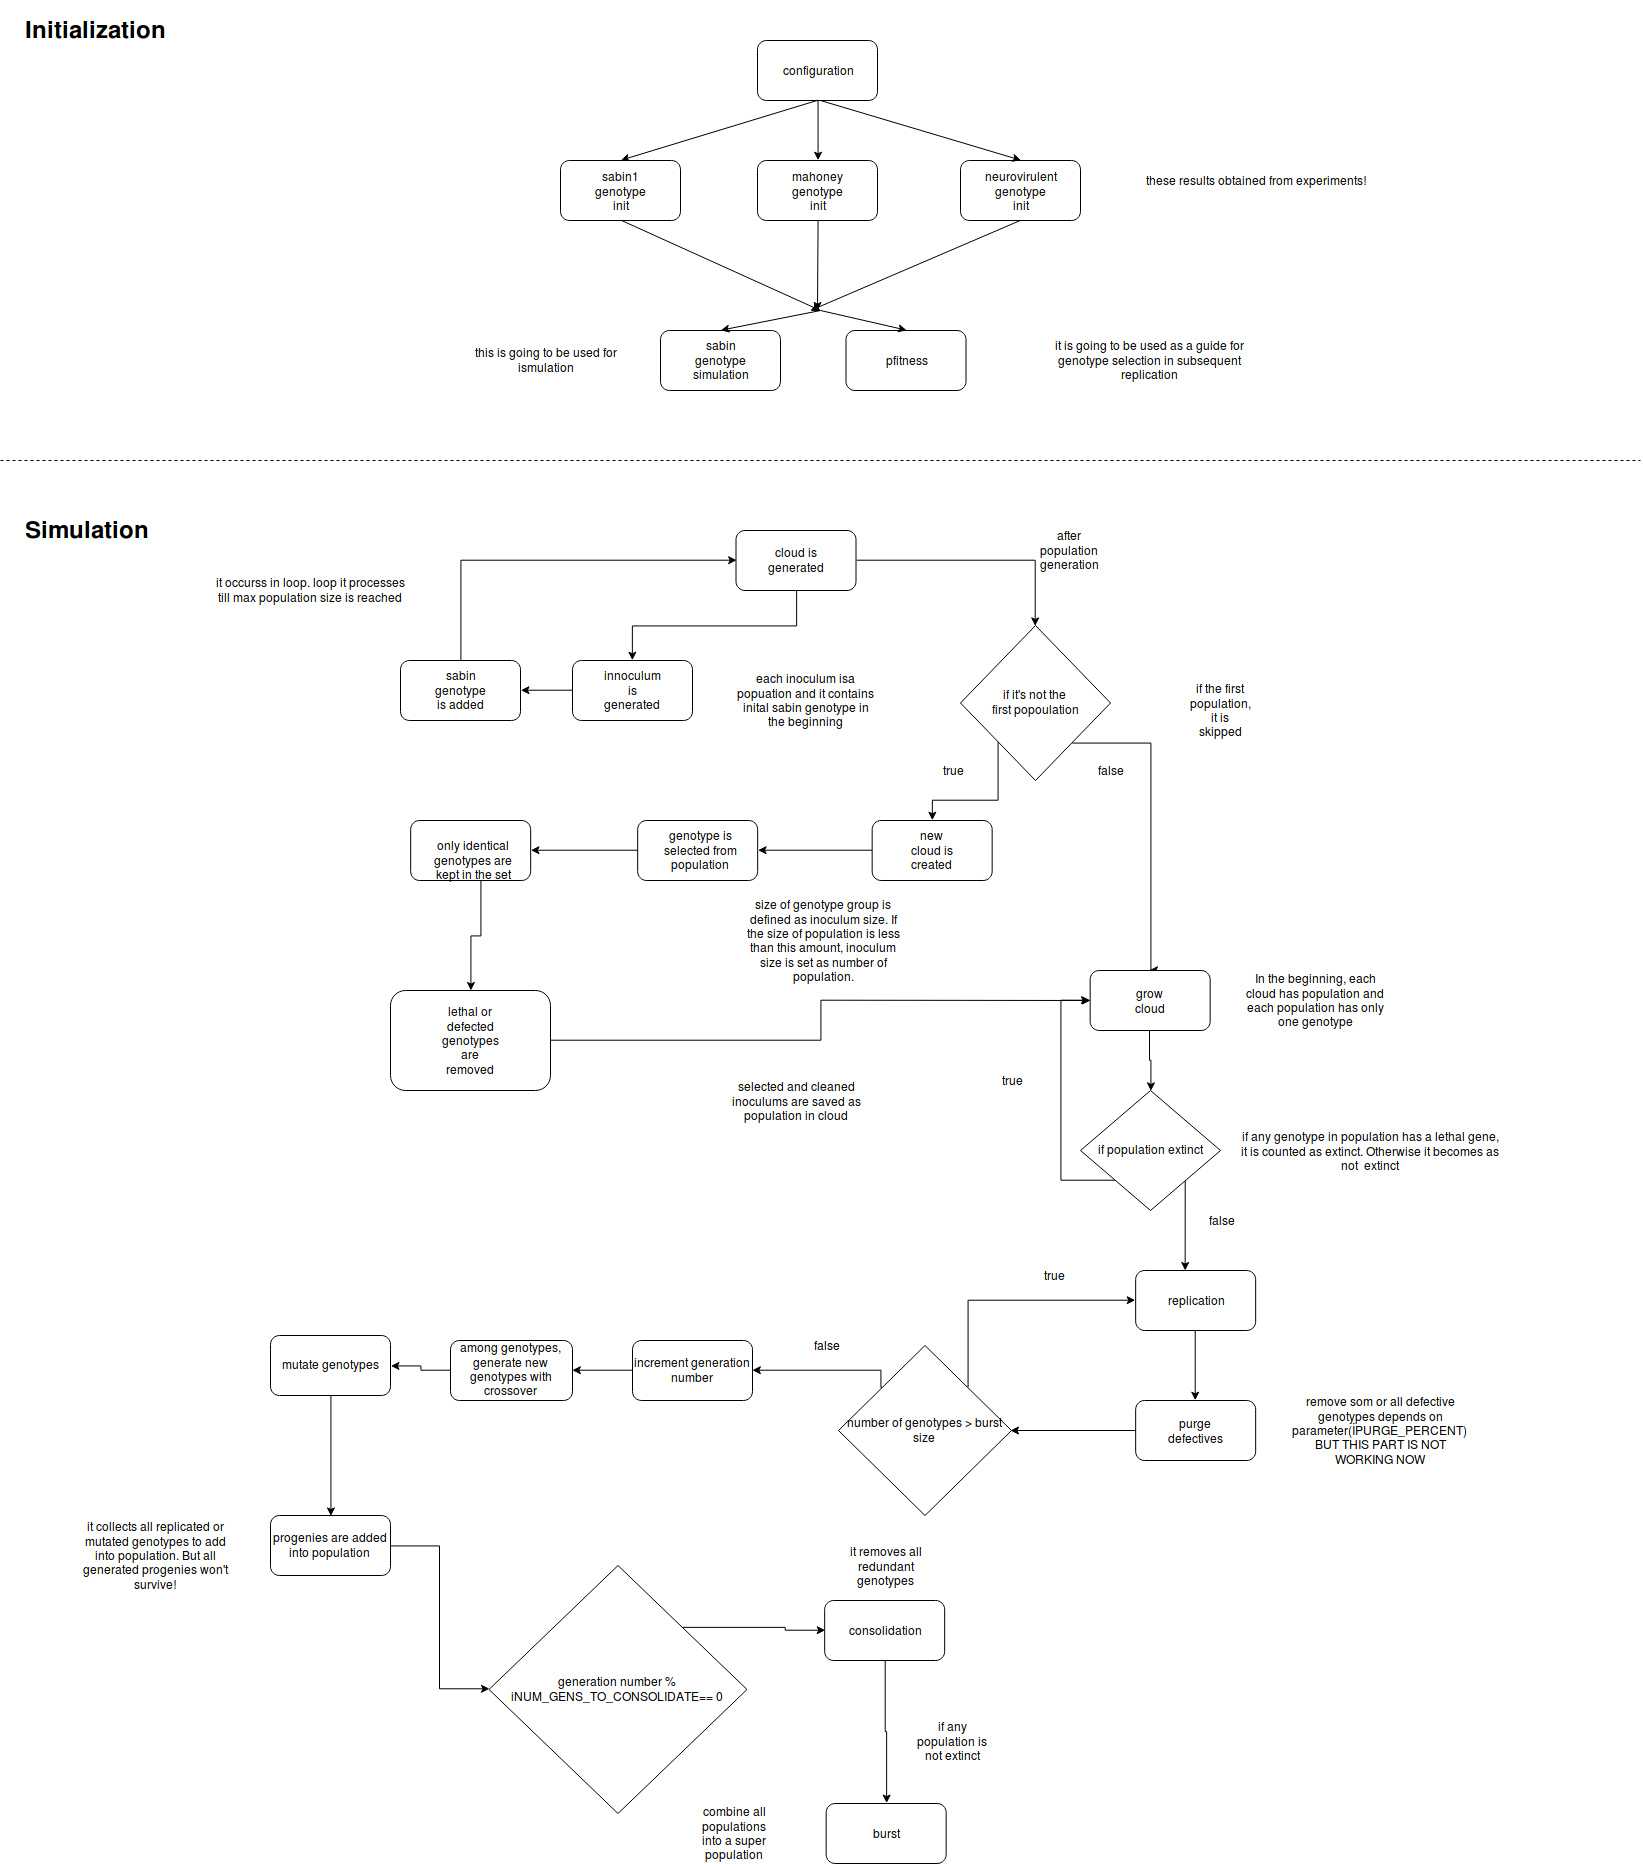 Initialization
configuration
sabin1
genotype
init
mahoney
genotype
init
neurovirulent
genotype
init
these results obtained from experiments!
this is going to be used for
ismulation
sabin
genotype
simulation
pfitness
it is going to be used as a guide for
genotype selection in subsequent
replication
Simulation
cloud is
generated
after
population
generation
it occurss in loop. loop it processes
till max population size is reached
sabin
genotype
is added
innoculum
is
generated
each inoculum isa
popuation and it contains
inital sabin genotype in
the beginning
if it's not the
first popoulation
if the first
population,
it is
skipped
true
false
only identical
genotypes are
kept in the set
genotype is
selected from
population
new
cloud is
created
size of genotype group is
defined as inoculum size. If
the size of population is less
than this amount, inoculum
size is set as number of
population.
lethal or
defected
genotypes
are
removed
grow
cloud
In the beginning, each
cloud has population and
each population has only
one genotype
selected and cleaned
inoculums are saved as
population in cloud
true
if population extinct
if any genotype in population has a lethal gene,
it is counted as extinct. Otherwise it becomes as
not  extinct
false
true
replication
false
mutate genotypes
among genotypes,
generate new
genotypes with
crossover
increment generation
number
number of genotypes > burst
size
purge
defectives
remove som or all defective
genotypes depends on
parameter(İPURGE_PERCENT)
BUT THIS PART IS NOT
WORKING NOW
it collects all replicated or
mutated genotypes to add
into population. But all
generated progenies won't
survive!
progenies are added
into population
it removes all
redundant
genotypes
consolidation
generation number %
iNUM_GENS_TO_CONSOLIDATE== 0
if any
population is
not extinct
combine all
populations
into a super
population
burst